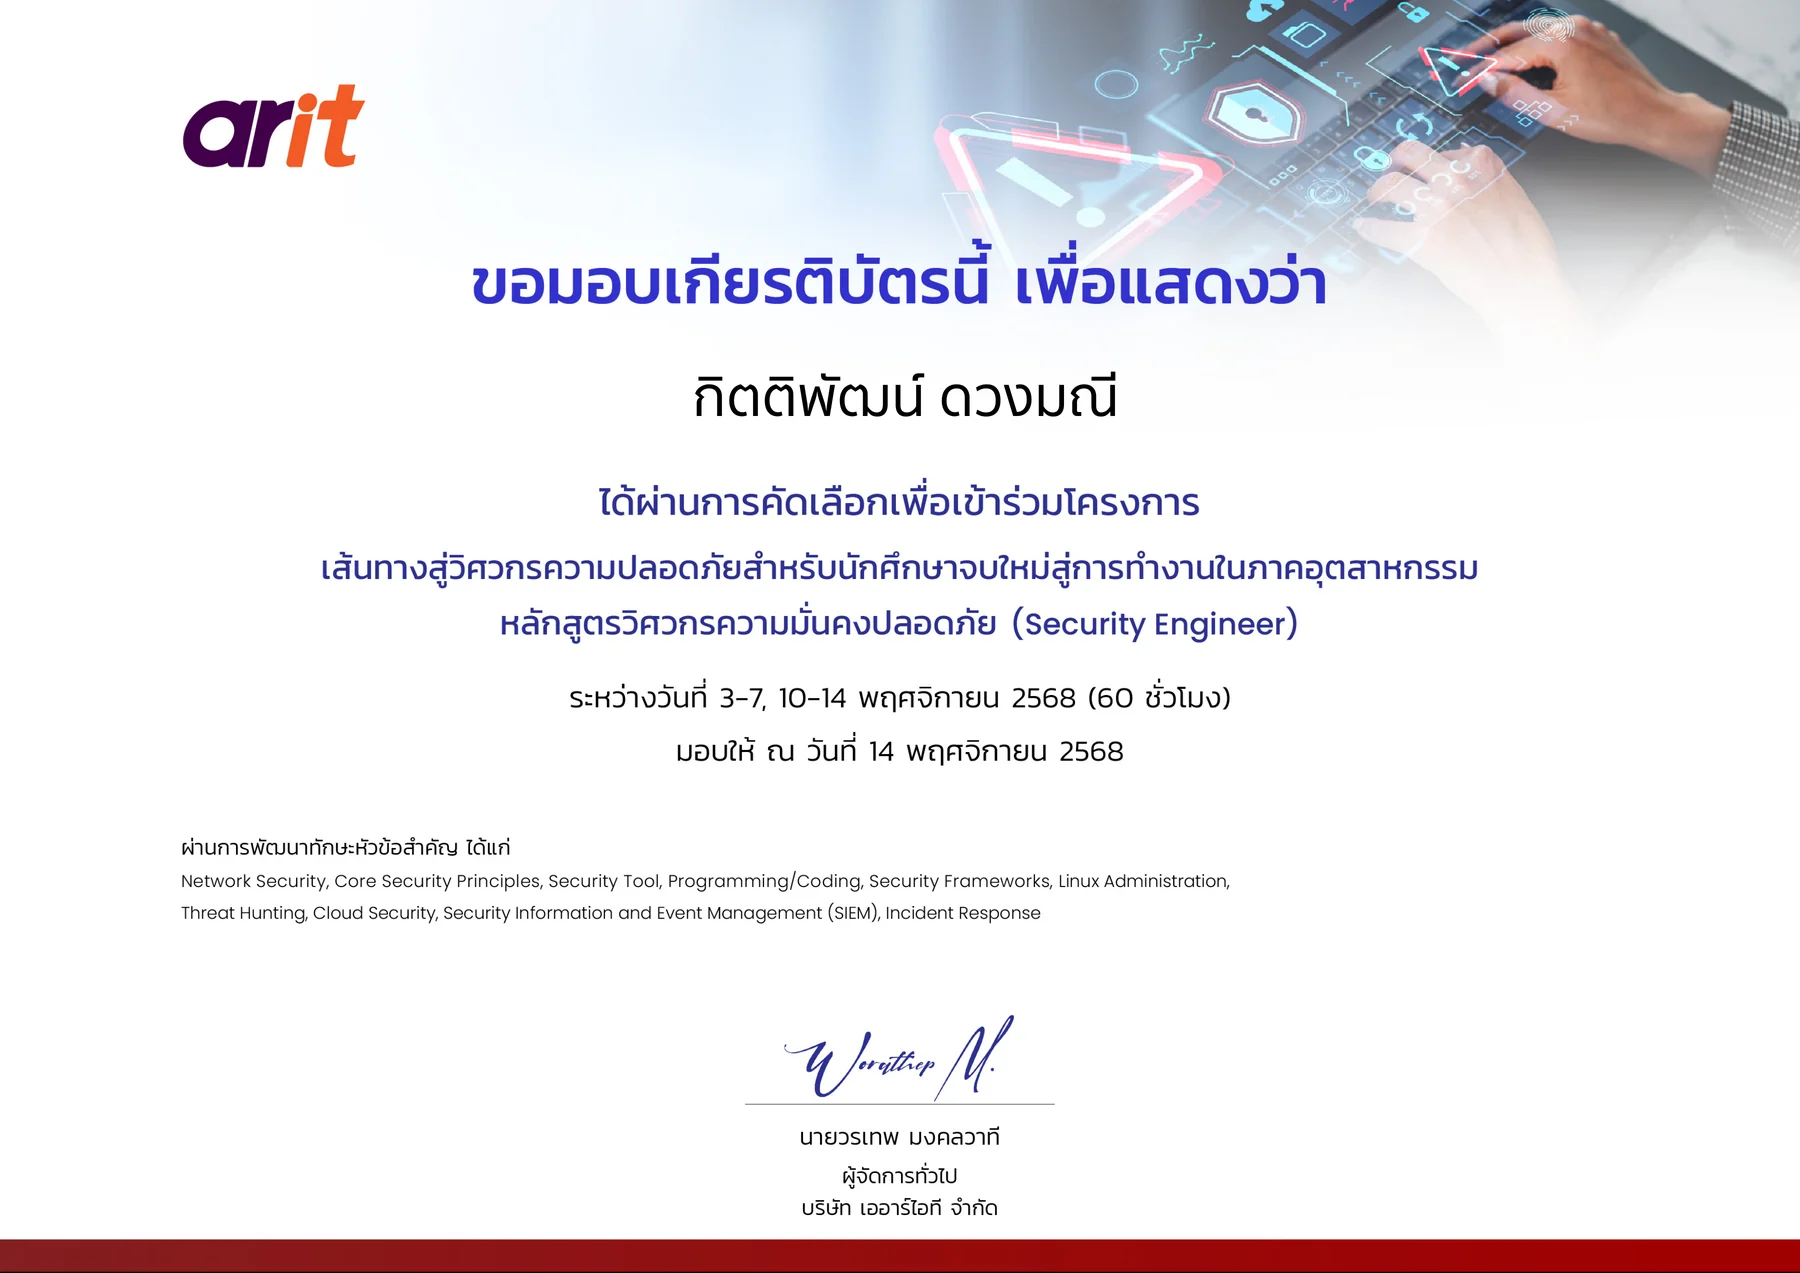 arit
ขอมอบเกียรติบัตรนี้ เพื่อแสดงว่า
กิตติพัฒน์ ดวงมณี
ได้ผ่านการคัดเลือกเพื่อเข้าร่วมโครงการ
เส้นทางสู่วิศวกรความปลอดภัยสำหรับนักศึกษาจบใหม่สู่การทำงานในภาคอุตสาหกรรม
หลักสูตรวิศวกรความมั่นคงปลอดภัย (Security Engineer)
ระหว่างวันที่ 3-7, 10-14 พฤศจิกายน 2568 (60 ชั่วโมง)
มอบให้ ณ วันที่ 14 พฤศจิกายน 2568
ผ่านการพัฒนาทักษะหัวข้อสำคัญ ได้แก่
Network Security, Core Security Principles, Security Tool, Programming/Coding, Security Frameworks, Linux Administration,
Threat Hunting, Cloud Security, Security Information and Event Management (SIEM), Incident Response
Worathep M.
นายวรเทพ มงคลวาที
ผู้จัดการทั่วไป
บริษัท เออาร์ไอที จำกัด